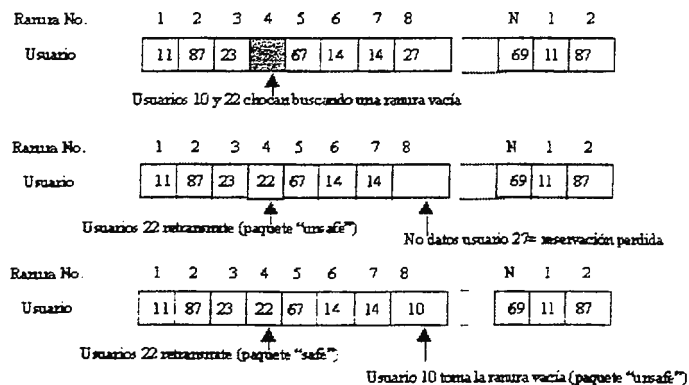 Ranura No. 1 2 3 4 5 6 7 8 N 1 2
Usuario 11 87 23 67 14 14 27 69 11 87
Usuarios 10 y 22 chocan buscando una ranura vacía
Ranura No. 1 2 3 4 5 6 7 8 N 1 2
Usuario 11 87 23 22 67 14 14 69 11 87
Usuarios 22 retransmite (paquete "unsafe")
No datos usuario 27= reservación perdida
Ranura No. 1 2 3 4 5 6 7 8 N 1 2
Usuario 11 87 23 22 67 14 14 10 69 11 87
Usuarios 22 retransmite (paquete "safe");
Usuario 10 toma la ranura vacía (paquete "unsafe")